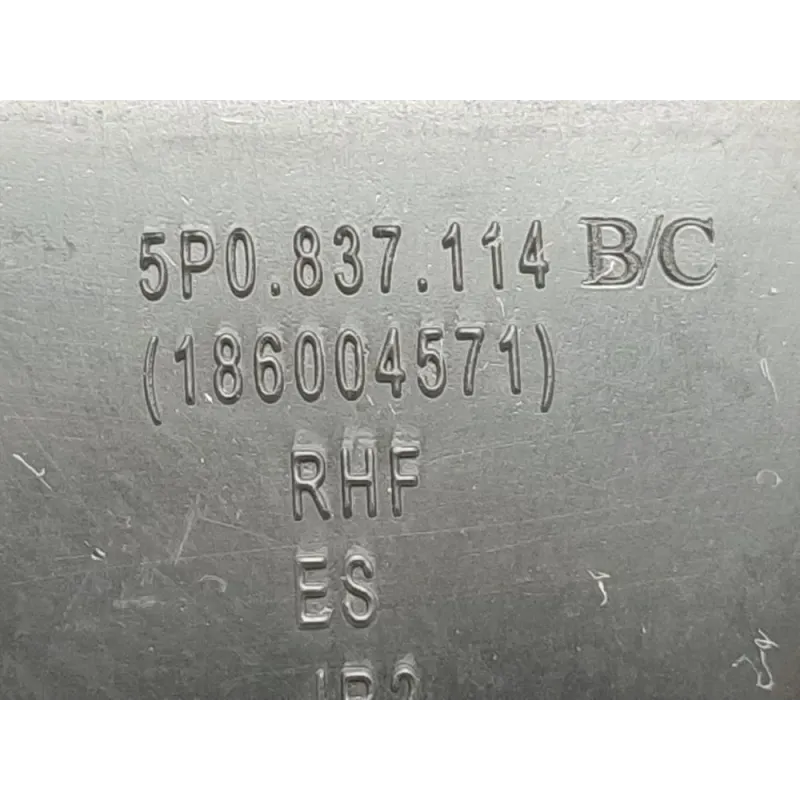 5P0.837.114 B/C
(186004571)
RHF
ES